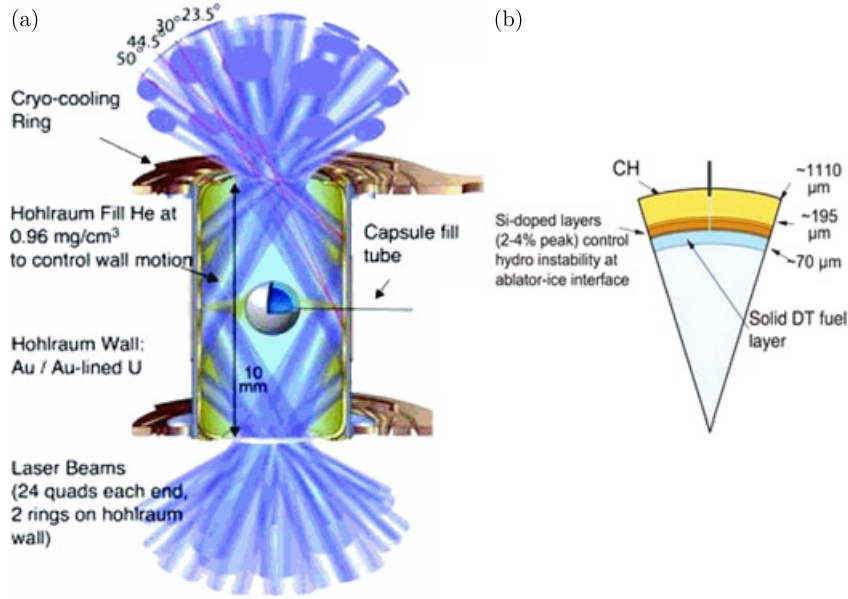 (a)
50° 44.5° 30° 23.5°
Cryo-cooling
Ring
Hohlraum Fill He at
0.96 mg/cm³
to control wall motion
Capsule fill
tube
Hohlraum Wall:
Au / Au-lined U
10
mm
Laser Beams
(24 quads each end,
2 rings on hohlraum
wall)
(b)
CH
~1110
µm
Si-doped layers
(2-4% peak) control
hydro instability at
ablator-ice interface
~195
µm
~70 µm
Solid DT fuel
layer